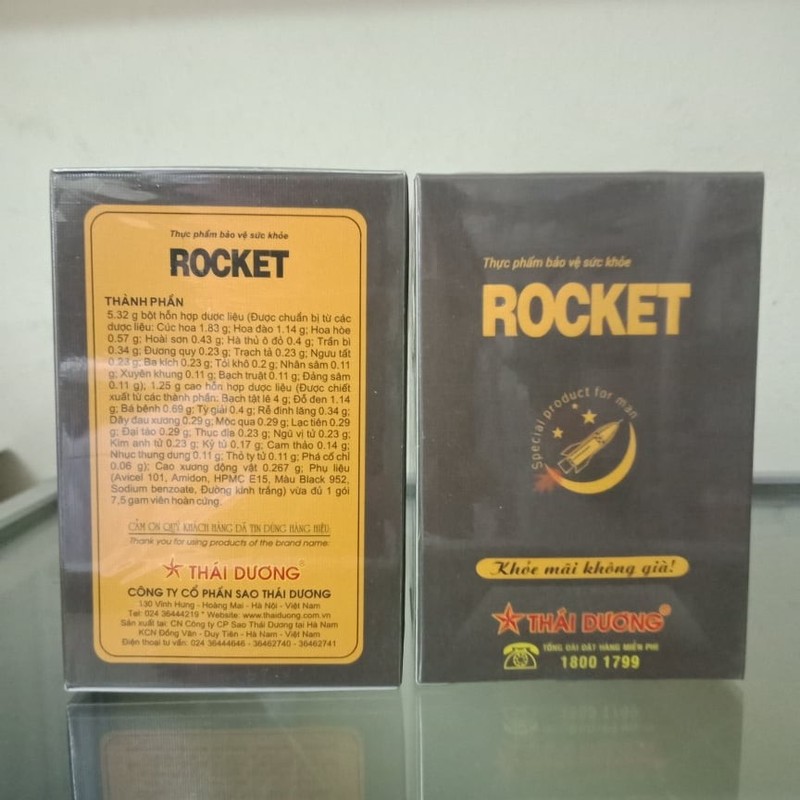 Thực phẩm bảo vệ sức khỏe
ROCKET
THÀNH PHẦN
5.32 g bột hỗn hợp dược liệu (Được chuẩn bị từ các
dược liệu: Cúc hoa 1.83 g; Hoa đào 1.14 g; Hoa hòe
0.57 g; Hoài sơn 0.43 g; Hà thủ ô đỏ 0.4 g; Trần bì
0.34 g; Đương quy 0.23 g; Trạch tả 0.23 g; Ngưu tất
0.23 g; Ba kích 0.23 g; Tỏi khô 0.2 g; Nhân sâm 0.11
g; Xuyên khung 0.11 g; Bạch truật 0.11 g; Đảng sâm
0.11 g); 1.25 g cao hỗn hợp dược liệu (Được chiết
xuất từ các thành phần: Bạch tật lê 4 g; Đỗ đen 1.14
g; Bá bệnh 0.69 g; Tỳ giải 0.4 g; Rễ đinh lăng 0.34 g;
Dây đau xương 0.29 g; Mộc qua 0.29 g; Lạc tiên 0.29
g; Đại táo 0.29 g; Thục địa 0.23 g; Ngũ vị tử 0.23 g;
Kim anh tử 0.23 g; Kỷ tử 0.17 g; Cam thảo 0.14 g;
Nhục thung dung 0.11 g; Thỏ ty tử 0.11 g; Phá cố chỉ
0.06 g); Cao xương động vật 0.267 g; Phụ liệu
(Avicel 101, Amidon, HPMC E15, Màu Black 952,
Sodium benzoate, Đường kính trắng) vừa đủ 1 gói
7,5 gam viên hoàn cứng.
CẢM ƠN QUÝ KHÁCH HÀNG ĐÃ TIN DÙNG HÀNG HIỆU:
Thank you for using products of the brand name:
THÁI DƯƠNG®
CÔNG TY CỔ PHẦN SAO THÁI DƯƠNG
130 Vĩnh Hưng - Hoàng Mai - Hà Nội - Việt Nam
Tel: 024 36444219 * Website: www.thaiduong.com.vn
Sản xuất tại: CN Công ty CP Sao Thái Dương tại Hà Nam
KCN Đồng Văn - Duy Tiên - Hà Nam - Việt Nam
Điện thoại tư vấn: 024 36446646 - 36462740 - 36462741
Thực phẩm bảo vệ sức khỏe
ROCKET
Special product for man
Khỏe mãi không già!
THÁI DƯƠNG®
TỔNG ĐÀI ĐẶT HÀNG MIỄN PHÍ
1800 1799